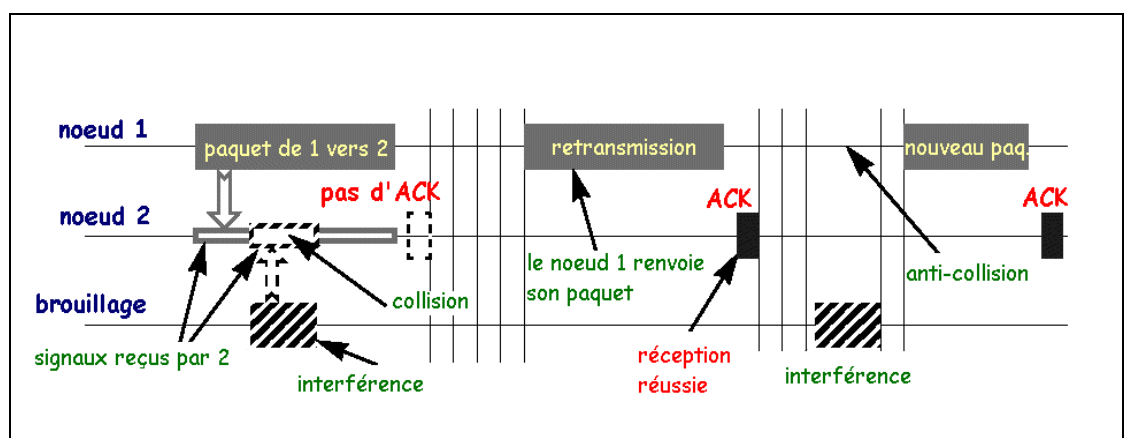 noeud 1
paquet de 1 vers 2
retransmission
nouveau paq.
pas d'ACK
ACK
ACK
noeud 2
le noeud 1 renvoie
son paquet
anti-collision
collision
brouillage
signaux reçus par 2
interférence
réception
réussie
interférence